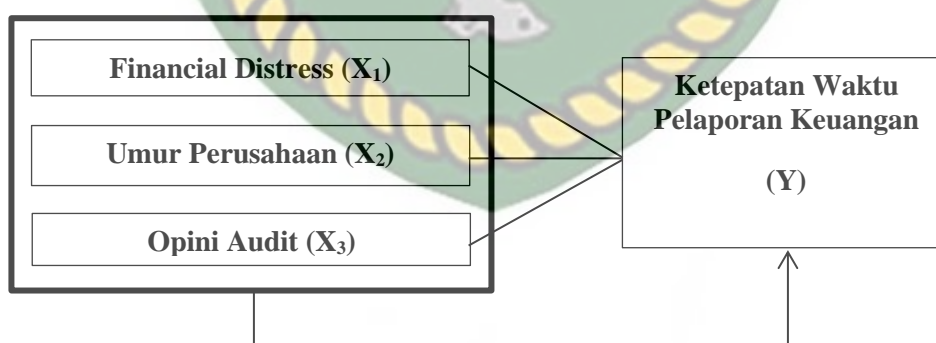 Financial Distress (X₁)
Umur Perusahaan (X₂)
Opini Audit (X₃)
Ketepatan Waktu
Pelaporan Keuangan
(Y)